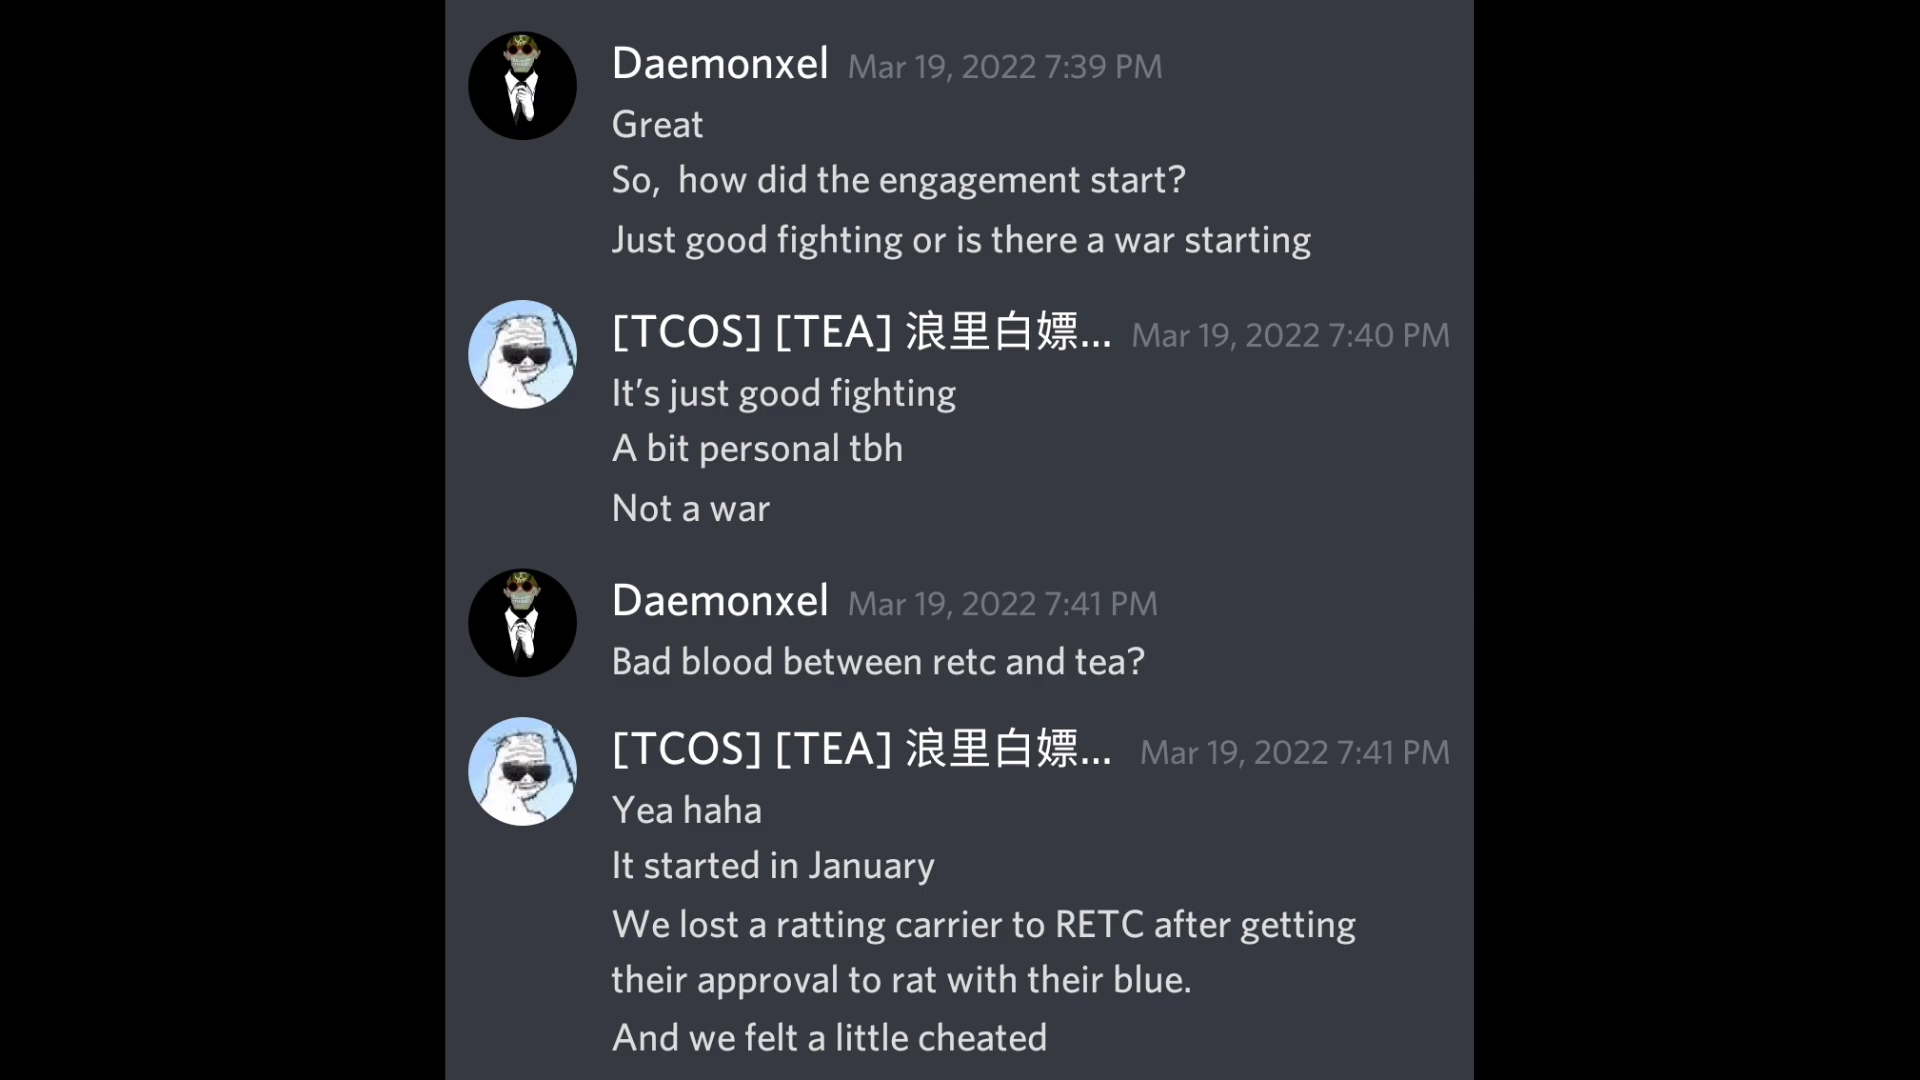 Daemonxel Mar 19, 2022 7:39 PM
Great
So, how did the engagement start?
Just good fighting or is there a war starting
[TCOS] [TEA] 浪里白嫖... Mar 19, 2022 7:40 PM
It’s just good fighting
A bit personal tbh
Not a war
Daemonxel Mar 19, 2022 7:41 PM
Bad blood between retc and tea?
[TCOS] [TEA] 浪里白嫖... Mar 19, 2022 7:41 PM
Yea haha
It started in January
We lost a ratting carrier to RETC after getting
their approval to rat with their blue.
And we felt a little cheated